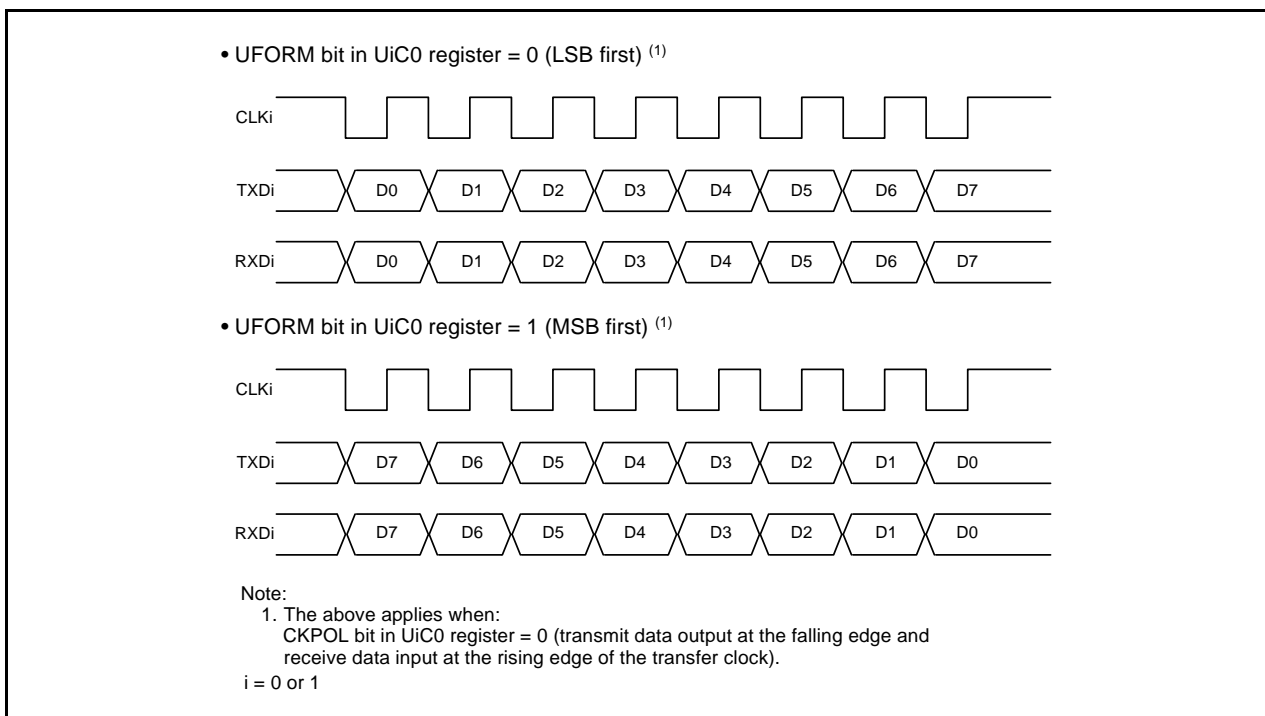 • UFORM bit in UiC0 register = 0 (LSB first) (1)
CLKi
TXDi D0 D1 D2 D3 D4 D5 D6 D7
RXDi D0 D1 D2 D3 D4 D5 D6 D7
• UFORM bit in UiC0 register = 1 (MSB first) (1)
CLKi
TXDi D7 D6 D5 D4 D3 D2 D1 D0
RXDi D7 D6 D5 D4 D3 D2 D1 D0
Note:
1. The above applies when:
CKPOL bit in UiC0 register = 0 (transmit data output at the falling edge and
receive data input at the rising edge of the transfer clock).
i = 0 or 1